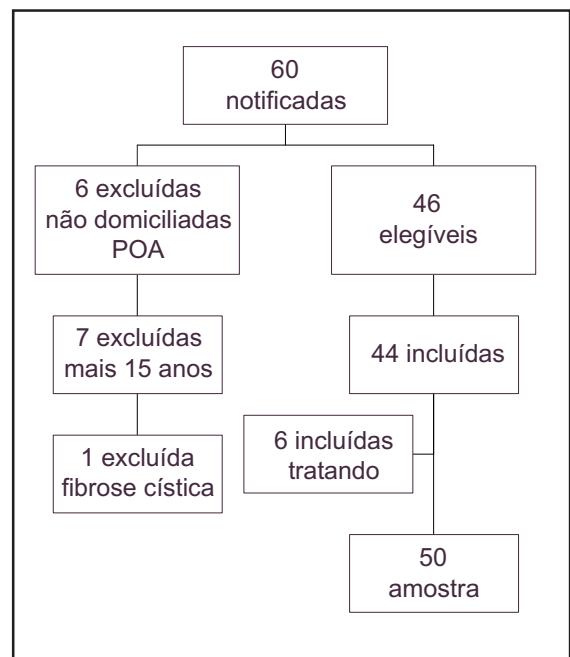 60
notificadas
6 excluídas
não domiciliadas
POA
46
elegíveis
7 excluídas
mais 15 anos
44 incluídas
1 excluída
fibrose cística
6 incluídas
tratando
50
amostra